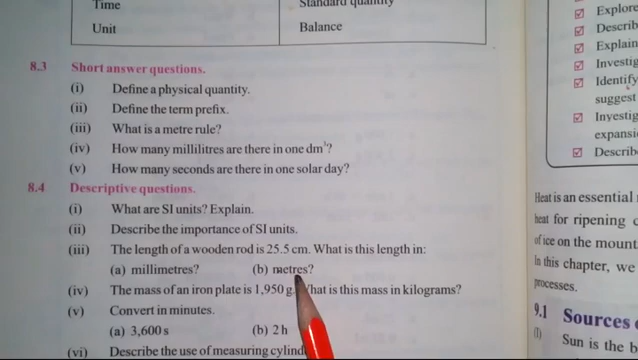 Time
Standard quantity
Unit
Balance
8.3 Short answer questions.
(i) Define a physical quantity.
(ii) Define the term prefix.
(iii) What is a metre rule?
(iv) How many millilitres are there in one dm³?
(v) How many seconds are there in one solar day?
8.4 Descriptive questions.
(i) What are SI units? Explain.
(ii) Describe the importance of SI units.
(iii) The length of a wooden rod is 25.5 cm. What is this length in:
(a) millimetres? (b) metres?
(iv) The mass of an iron plate is 1,950 g. What is this mass in kilograms?
(v) Convert in minutes.
(a) 3,600 s (b) 2 h
(vi) Describe the use of measuring
Explore
Describ
Explain
Investig
Identify
suggest
Investig
expansi
Describ
Heat is an essential
heat for ripening
of ice on the mount
In this chapter, we
processes.
9.1 Sources
(I) Sun is the b